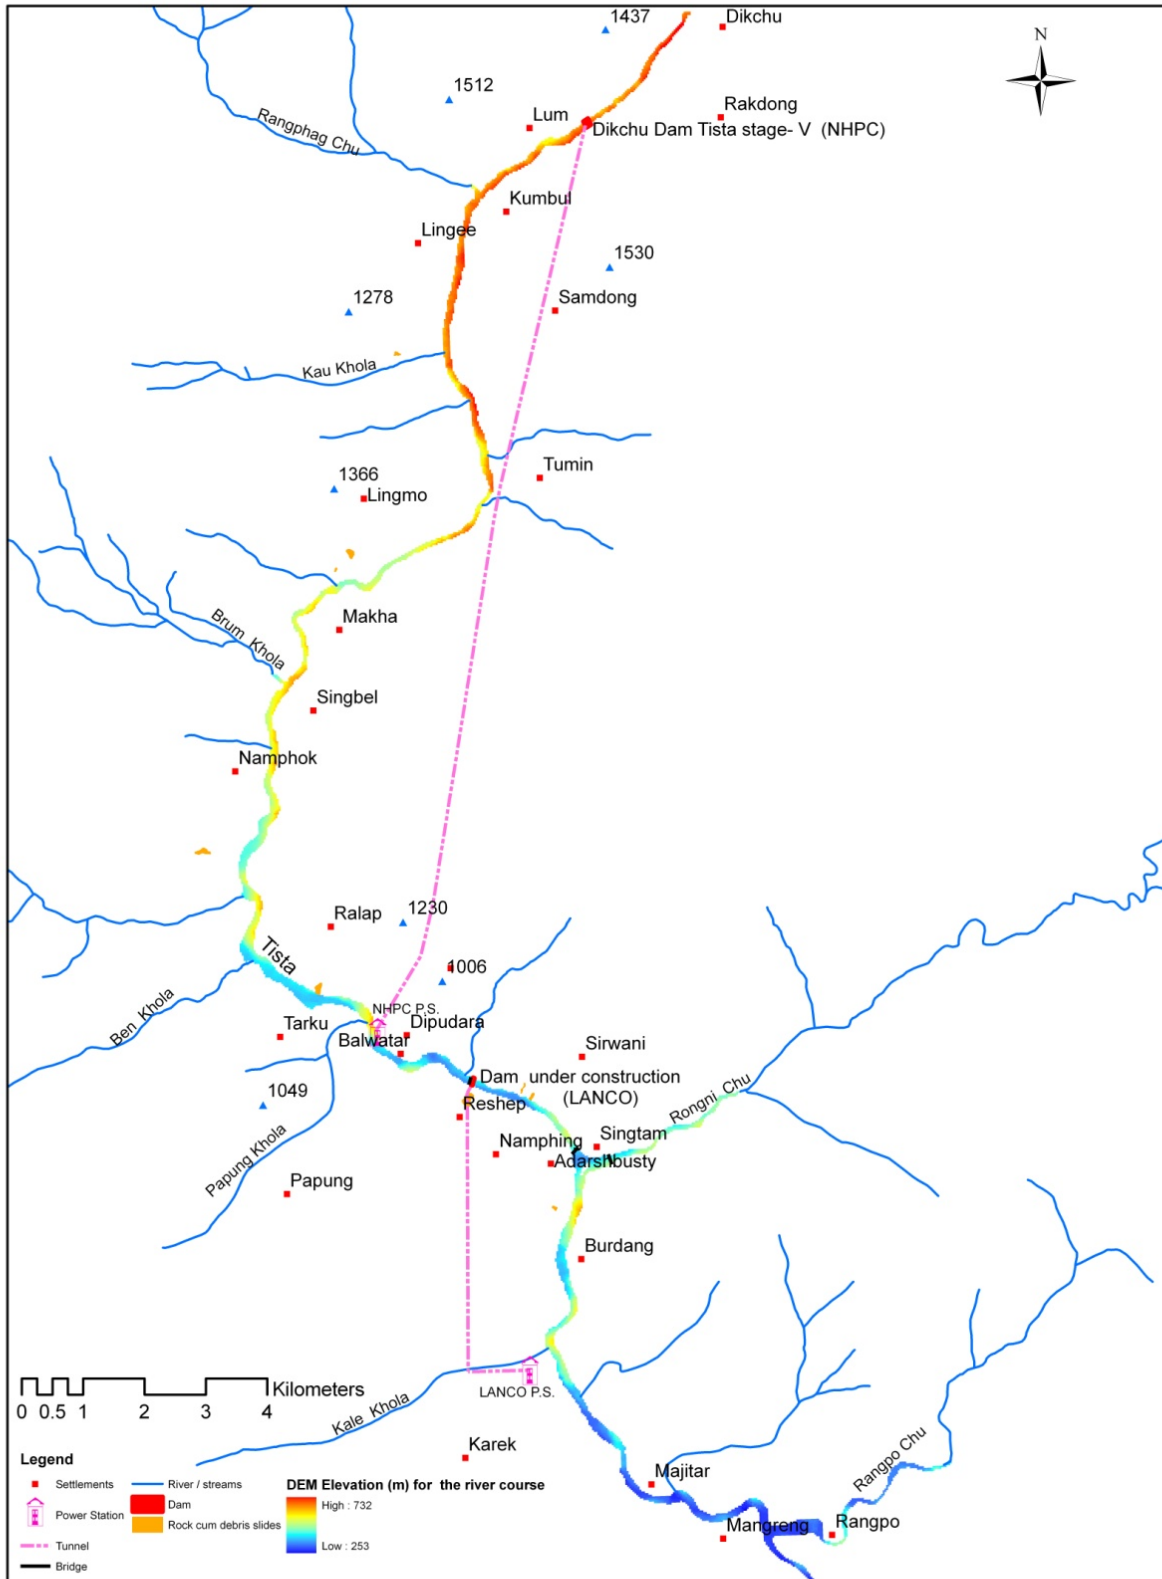 1437
Dikchu
N
1512
Rangphag Chu
Lum
Rakdong
Dikchu Dam Tista stage- V (NHPC)
Kumbul
Lingee
1530
1278
Samdong
Kau Khola
1366
Lingmo
Tumin
Makha
Brum Khola
Singbel
Namphok
Ralap
1230
Tista
1006
Ben Khola
NHPC P.S.
Tarku
Dipudara
Balwatar
Sirwani
1049
Dam under construction
(LANCO)
Reshep
Rongni Chu
Singtam
Namphing
Adarshbusty
Papung Khola
Papung
Burdang
Kilometers
0 0.5 1 2 3 4
LANCO P.S.
Kale Khola
Karek
Majitar
Rangpo Chu
Mangreng
Rangpo
Legend
Settlements
Power Station
Tunnel
Bridge
River / streams
Dam
Rock cum debris slides
DEM Elevation (m) for the river course
High : 732
Low : 253